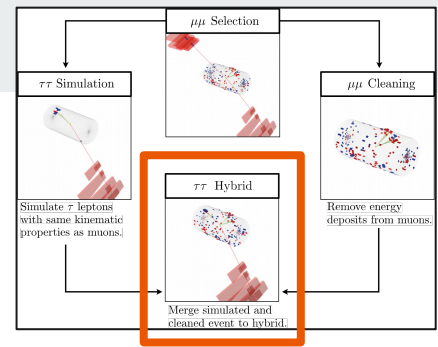 μμ Selection
ττ Simulation
μμ Cleaning
Simulate τ leptons
with same kinematic
properties as muons.
ττ Hybrid
Remove energy
deposits from muons.
Merge simulated and
cleaned event to hybrid.